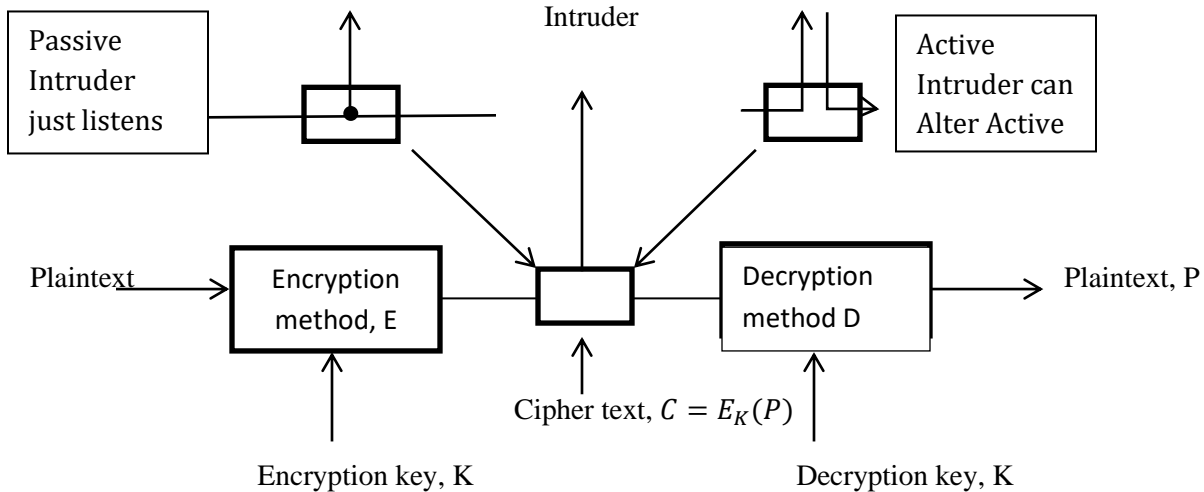 Intruder
Passive
Intruder
just listens
Active
Intruder can
Alter Active
Plaintext
Encryption
method, E
Decryption
method D
Plaintext, P
Cipher text, C = E_K(P)
Encryption key, K
Decryption key, K